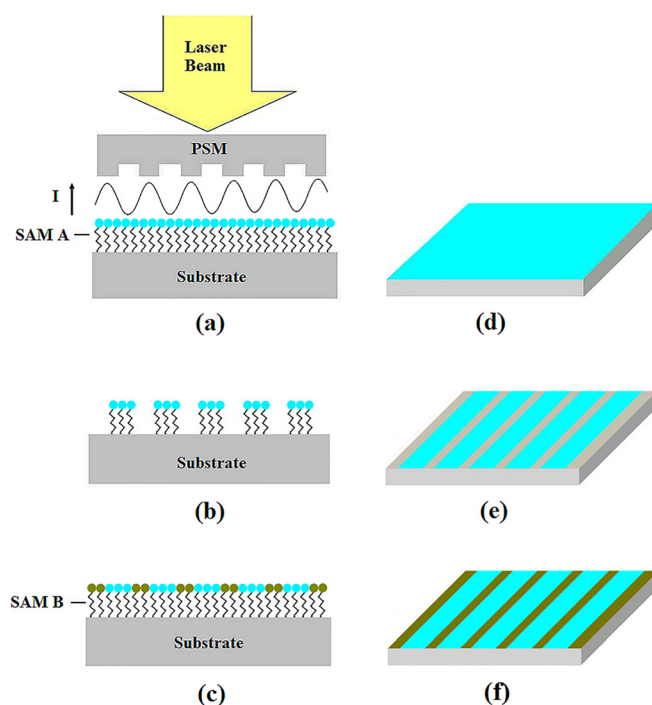 Laser
Beam
PSM
I
SAM A
Substrate
(a)
(d)
Substrate
(b)
(e)
SAM B
Substrate
(c)
(f)